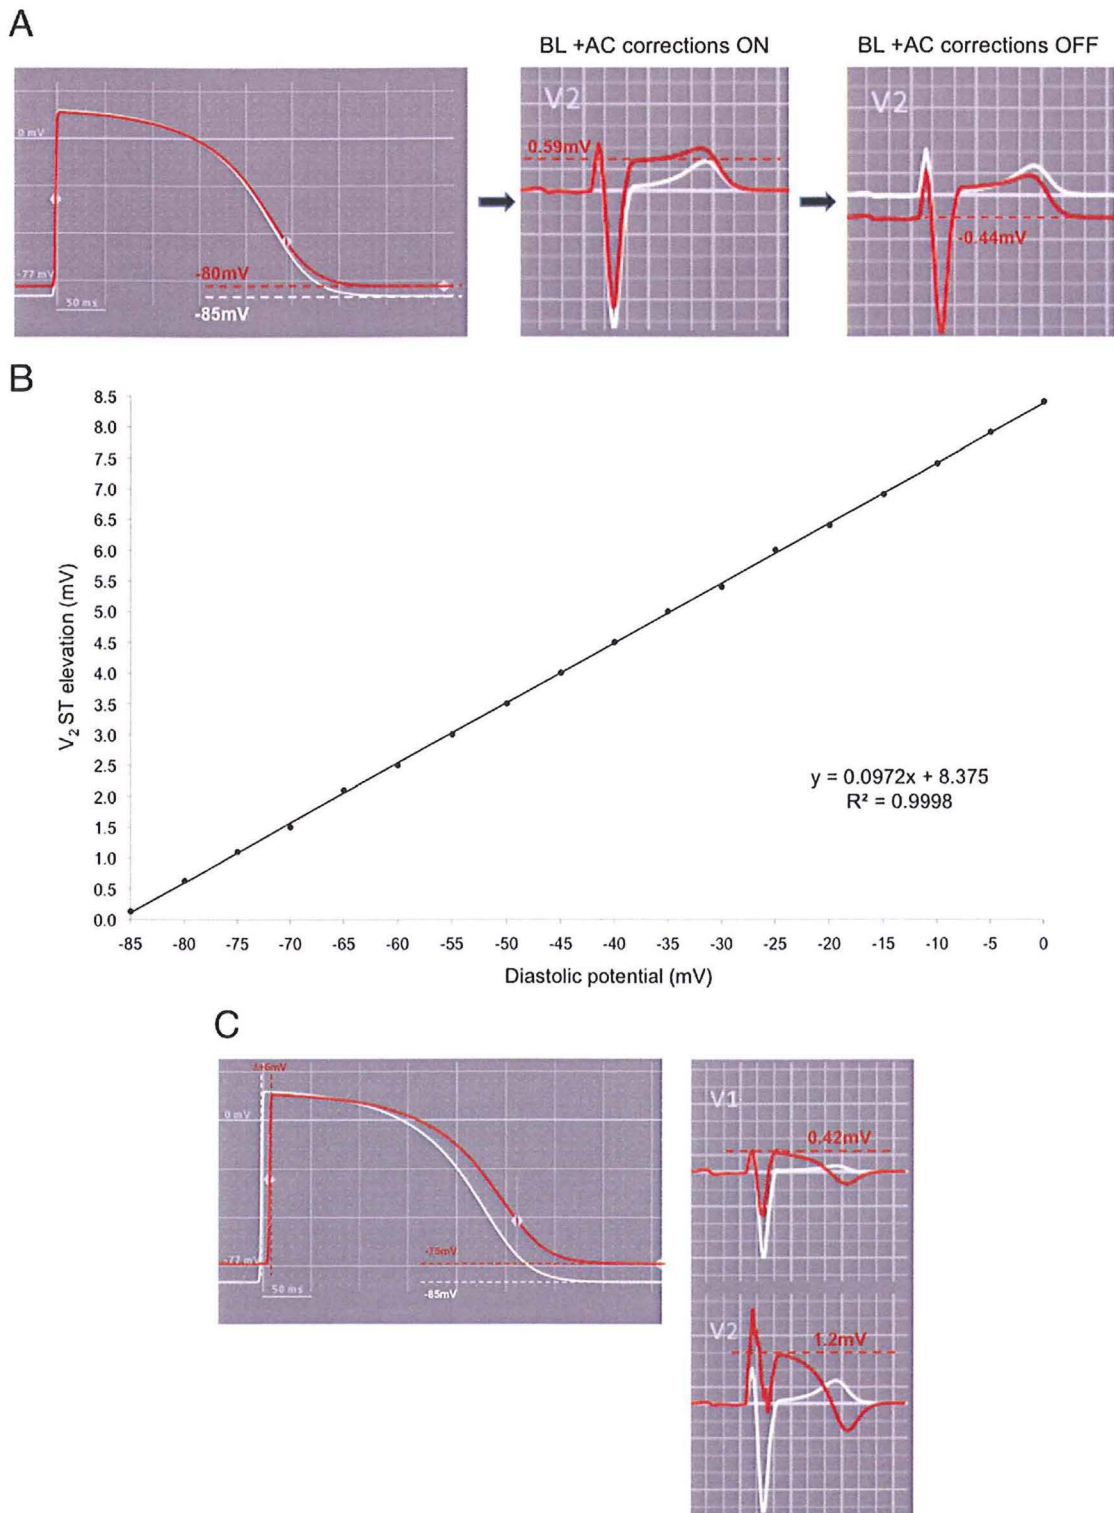 A
BL +AC corrections ON
BL +AC corrections OFF
0 mV
-77 mV
50 ms
-80mV
-85mV
V2
0.59mV
V2
-0.44mV
B
V2 ST elevation (mV)
8.5
8.0
7.5
7.0
6.5
6.0
5.5
5.0
4.5
4.0
3.5
3.0
2.5
2.0
1.5
1.0
0.5
0.0
y = 0.0972x + 8.375
R² = 0.9998
-85 -80 -75 -70 -65 -60 -55 -50 -45 -40 -35 -30 -25 -20 -15 -10 -5 0
Diastolic potential (mV)
C
0 mV
-77 mV
50 ms
-75mV
-85mV
V1
0.42mV
V2
1.2mV